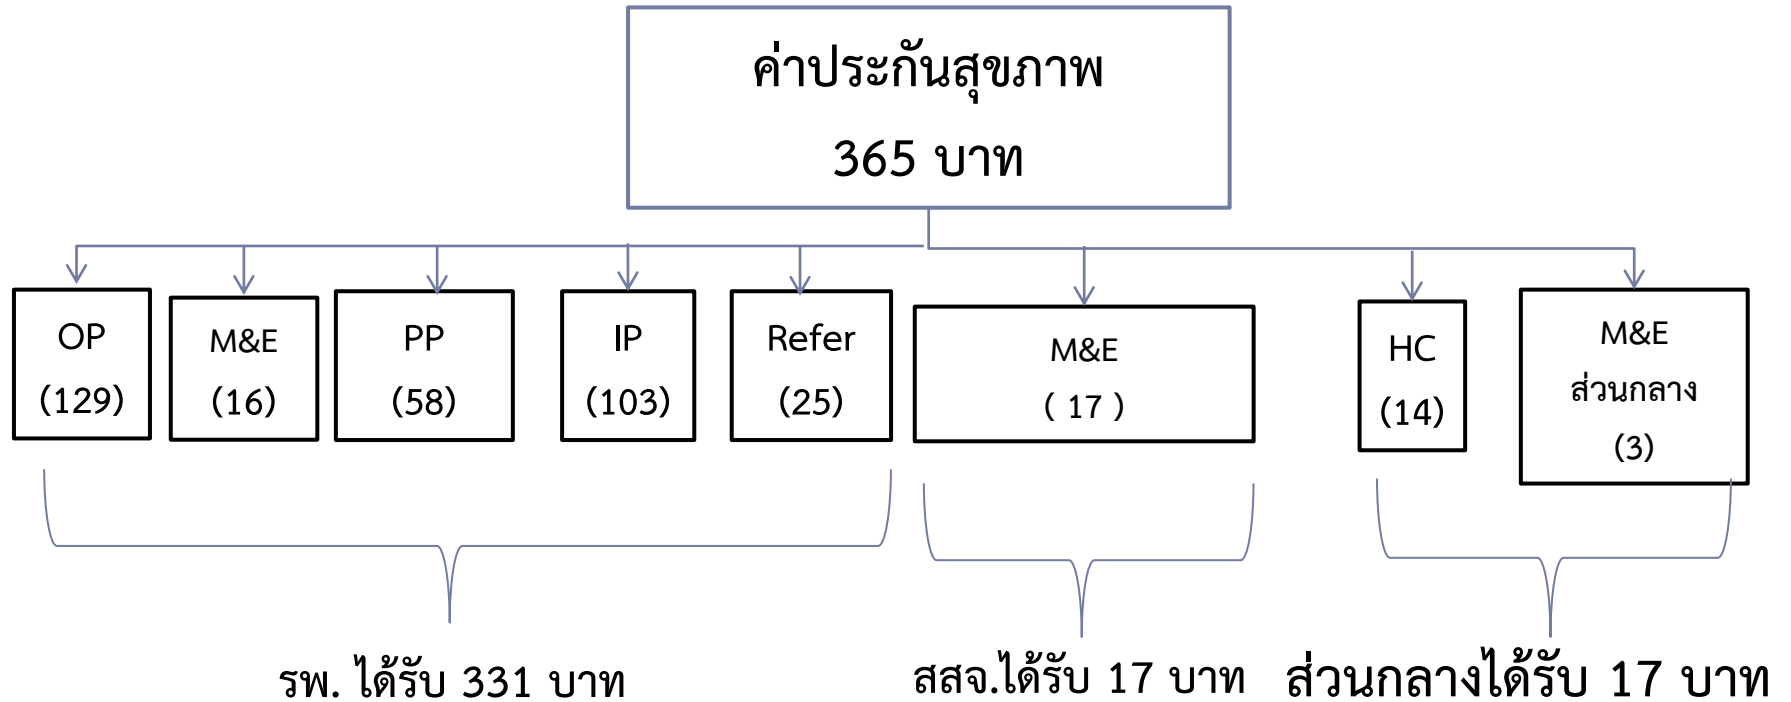 ค่าประกันสุขภาพ
365 บาท
OP
(129)
M&E
(16)
PP
(58)
IP
(103)
Refer
(25)
M&E
( 17 )
HC
(14)
M&E
ส่วนกลาง
(3)
รพ. ได้รับ 331 บาท
สสจ.ได้รับ 17 บาท
ส่วนกลางได้รับ 17 บาท